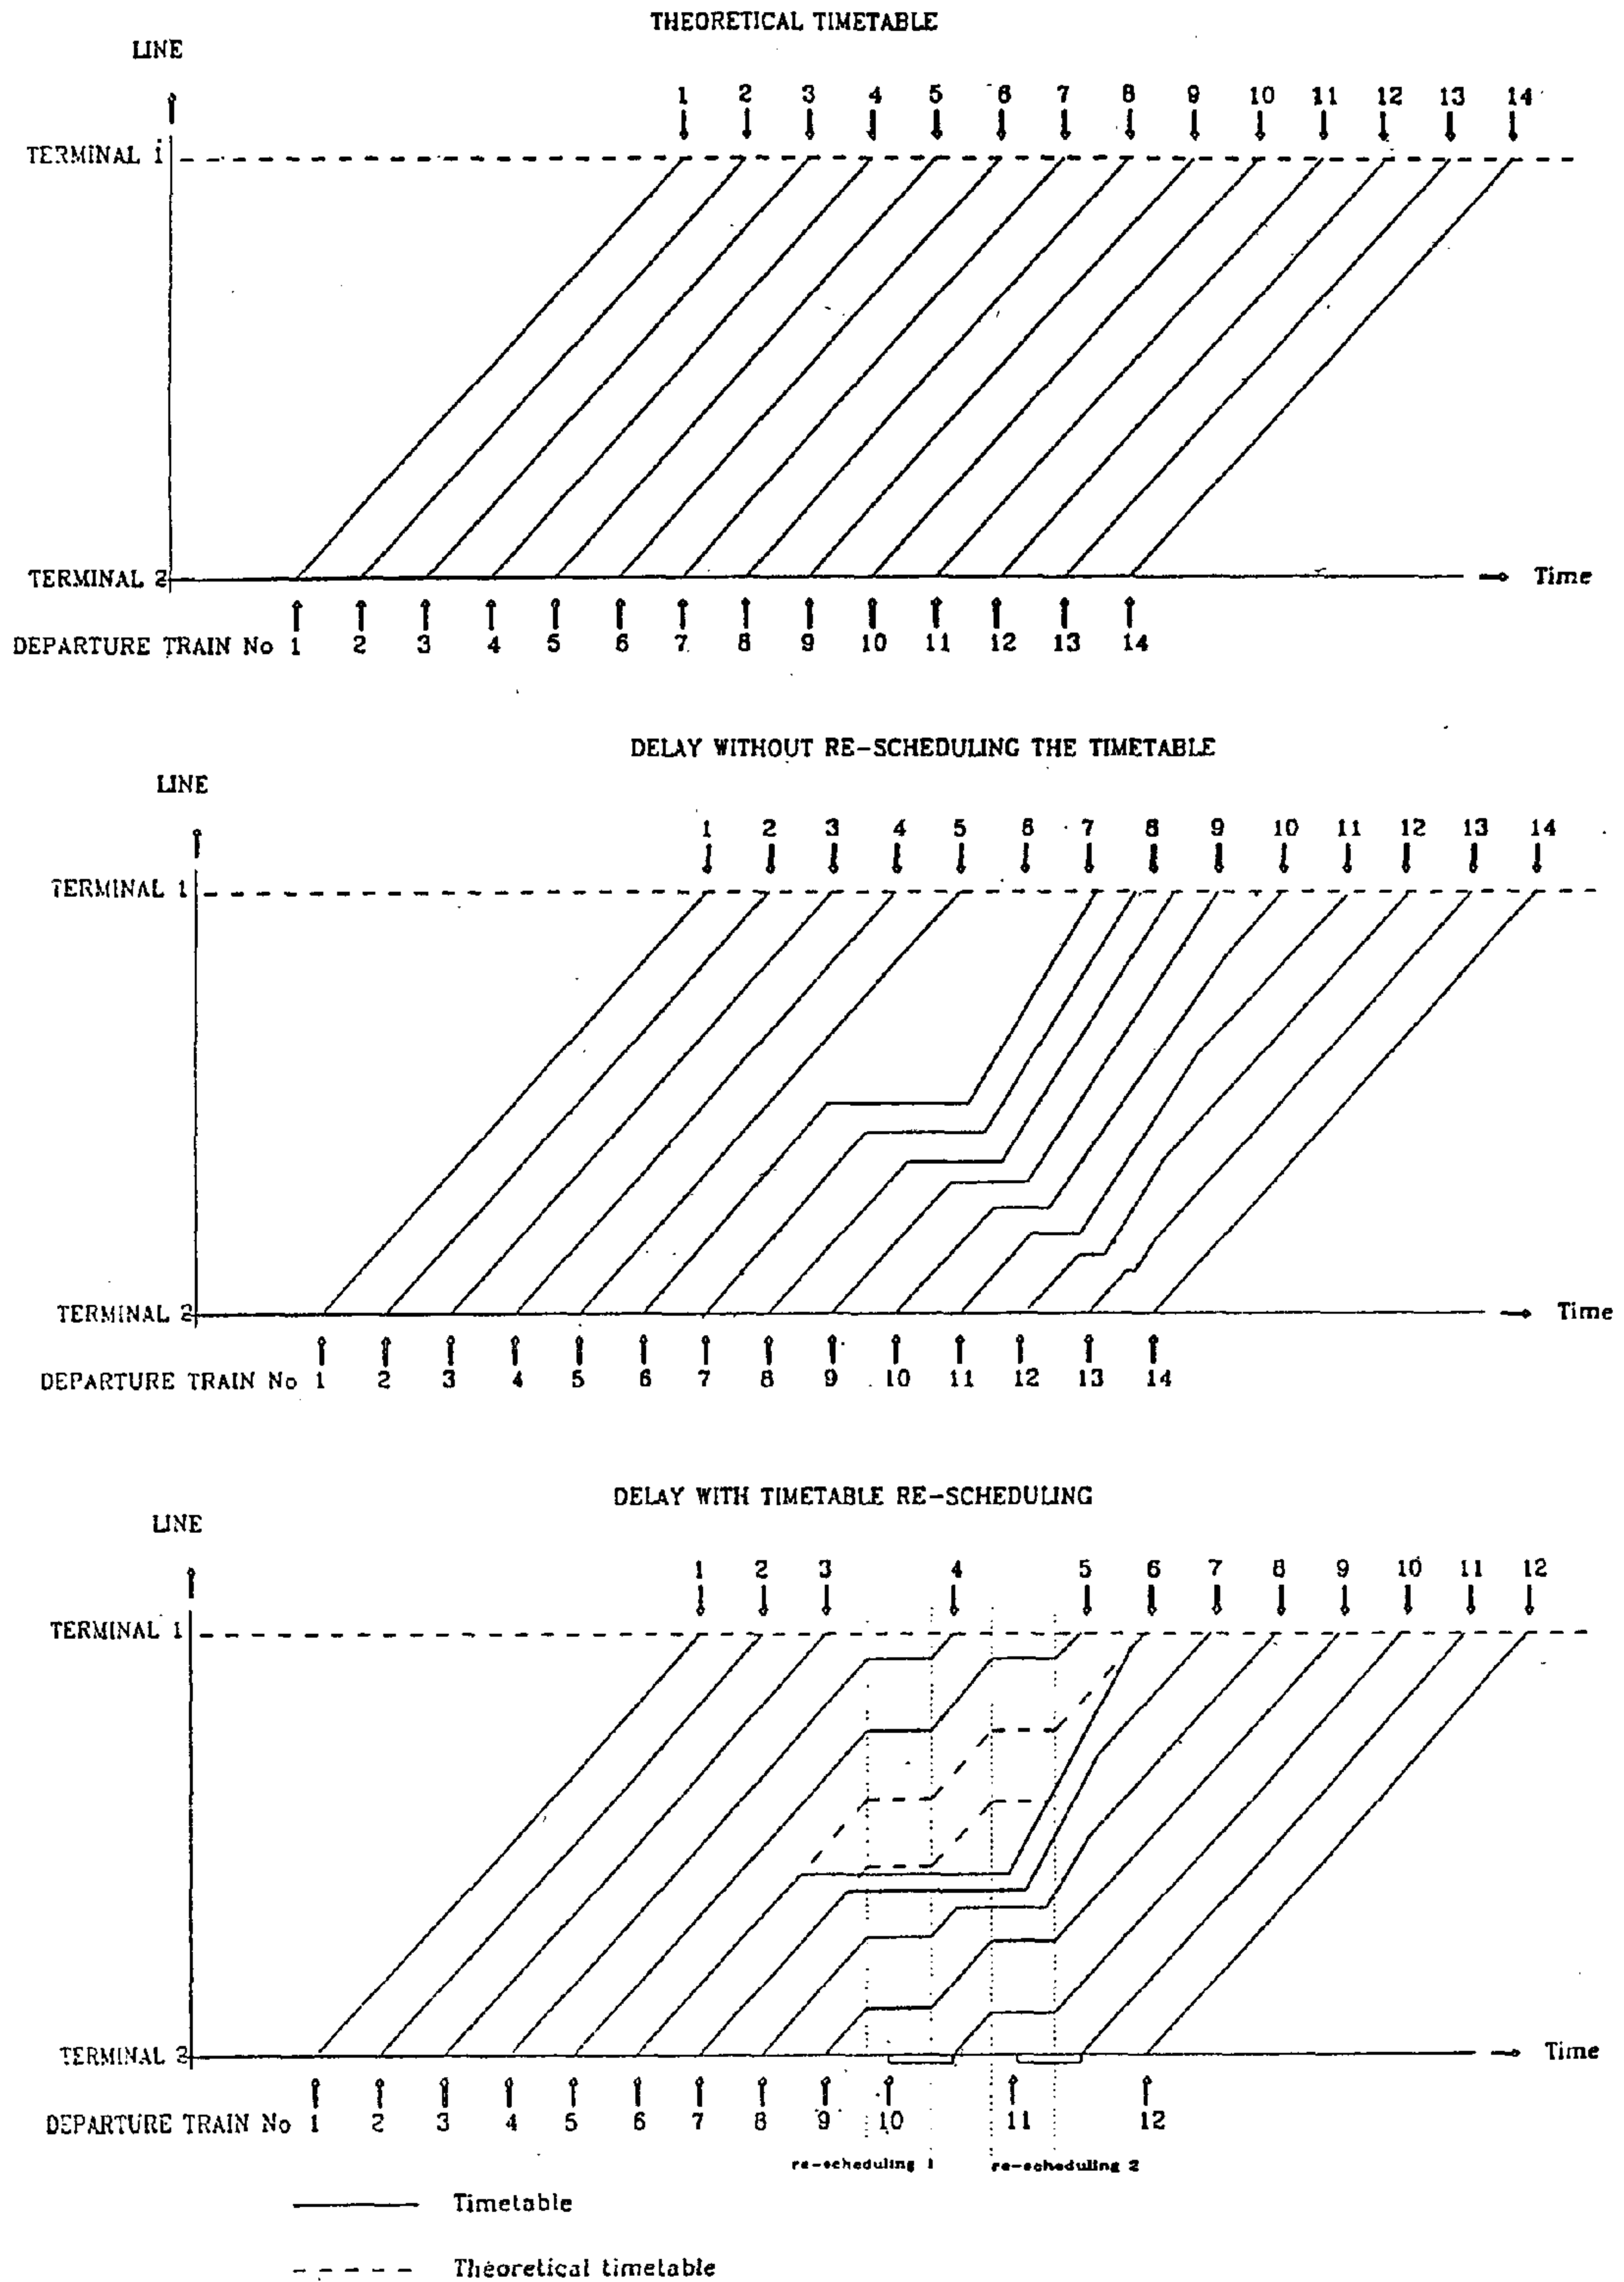 THEORETICAL TIMETABLE
LINE
1 2 3 4 5 6 7 8 9 10 11 12 13 14
TERMINAL 1
TERMINAL 2
Time
DEPARTURE TRAIN No 1 2 3 4 5 6 7 8 9 10 11 12 13 14
DELAY WITHOUT RE-SCHEDULING THE TIMETABLE
LINE
1 2 3 4 5 6 7 8 9 10 11 12 13 14
TERMINAL 1
TERMINAL 2
Time
DEPARTURE TRAIN No 1 2 3 4 5 6 7 8 9 10 11 12 13 14
DELAY WITH TIMETABLE RE-SCHEDULING
LINE
1 2 3 4 5 6 7 8 9 10 11 12
TERMINAL 1
TERMINAL 2
Time
DEPARTURE TRAIN No 1 2 3 4 5 6 7 8 9 10 11 12
re-scheduling 1 re-scheduling 2
Timetable
Theoretical timetable